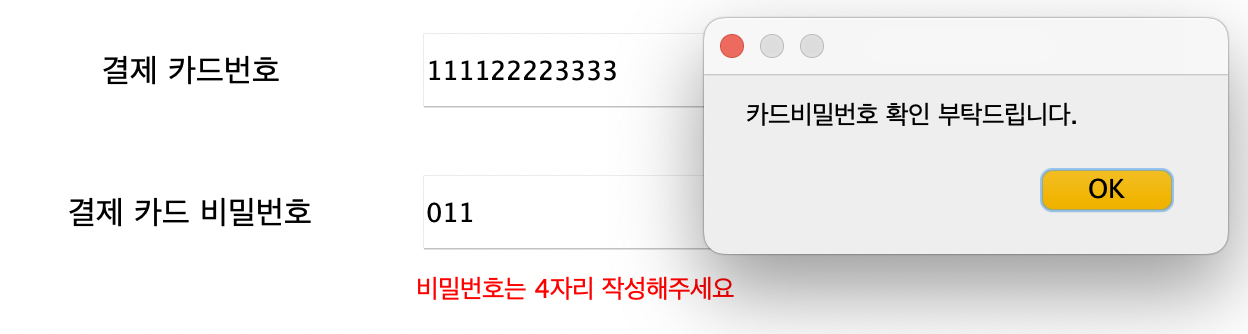 결제 카드번호
111122223333
카드비밀번호 확인 부탁드립니다.
OK
결제 카드 비밀번호
011
비밀번호는 4자리 작성해주세요